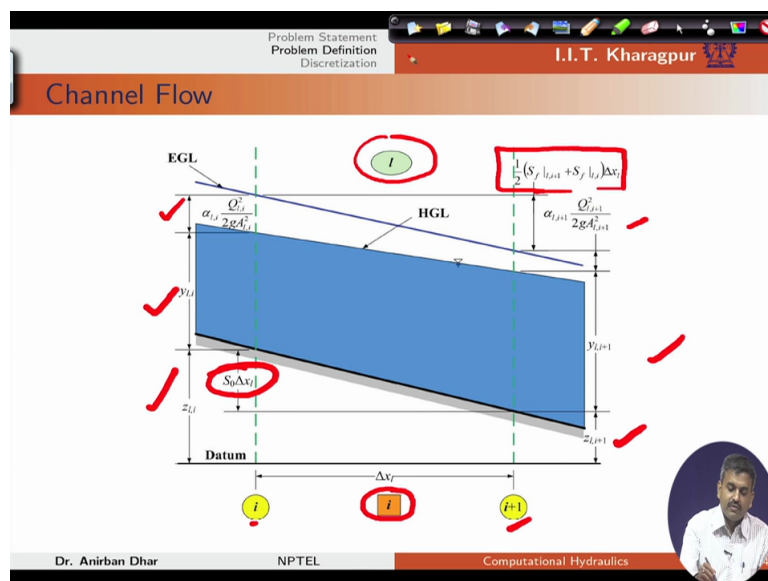 Problem Statement
Problem Definition
Discretization
I.I.T. Kharagpur
Channel Flow
EGL
l
1/2 (S_f|_{l,i+1} + S_f|_{l,i})Δx_l
α_{l,i} Q²_{l,i} / 2gA²_{l,i}
HGL
α_{l,i+1} Q²_{l,i+1} / 2gA²_{l,i+1}
y_{l,i}
y_{l,i+1}
S₀Δx_l
z_{l,i}
z_{l,i+1}
Datum
Δx_l
i
i
i+1
Dr. Anirban Dhar
NPTEL
Computational Hydraulics